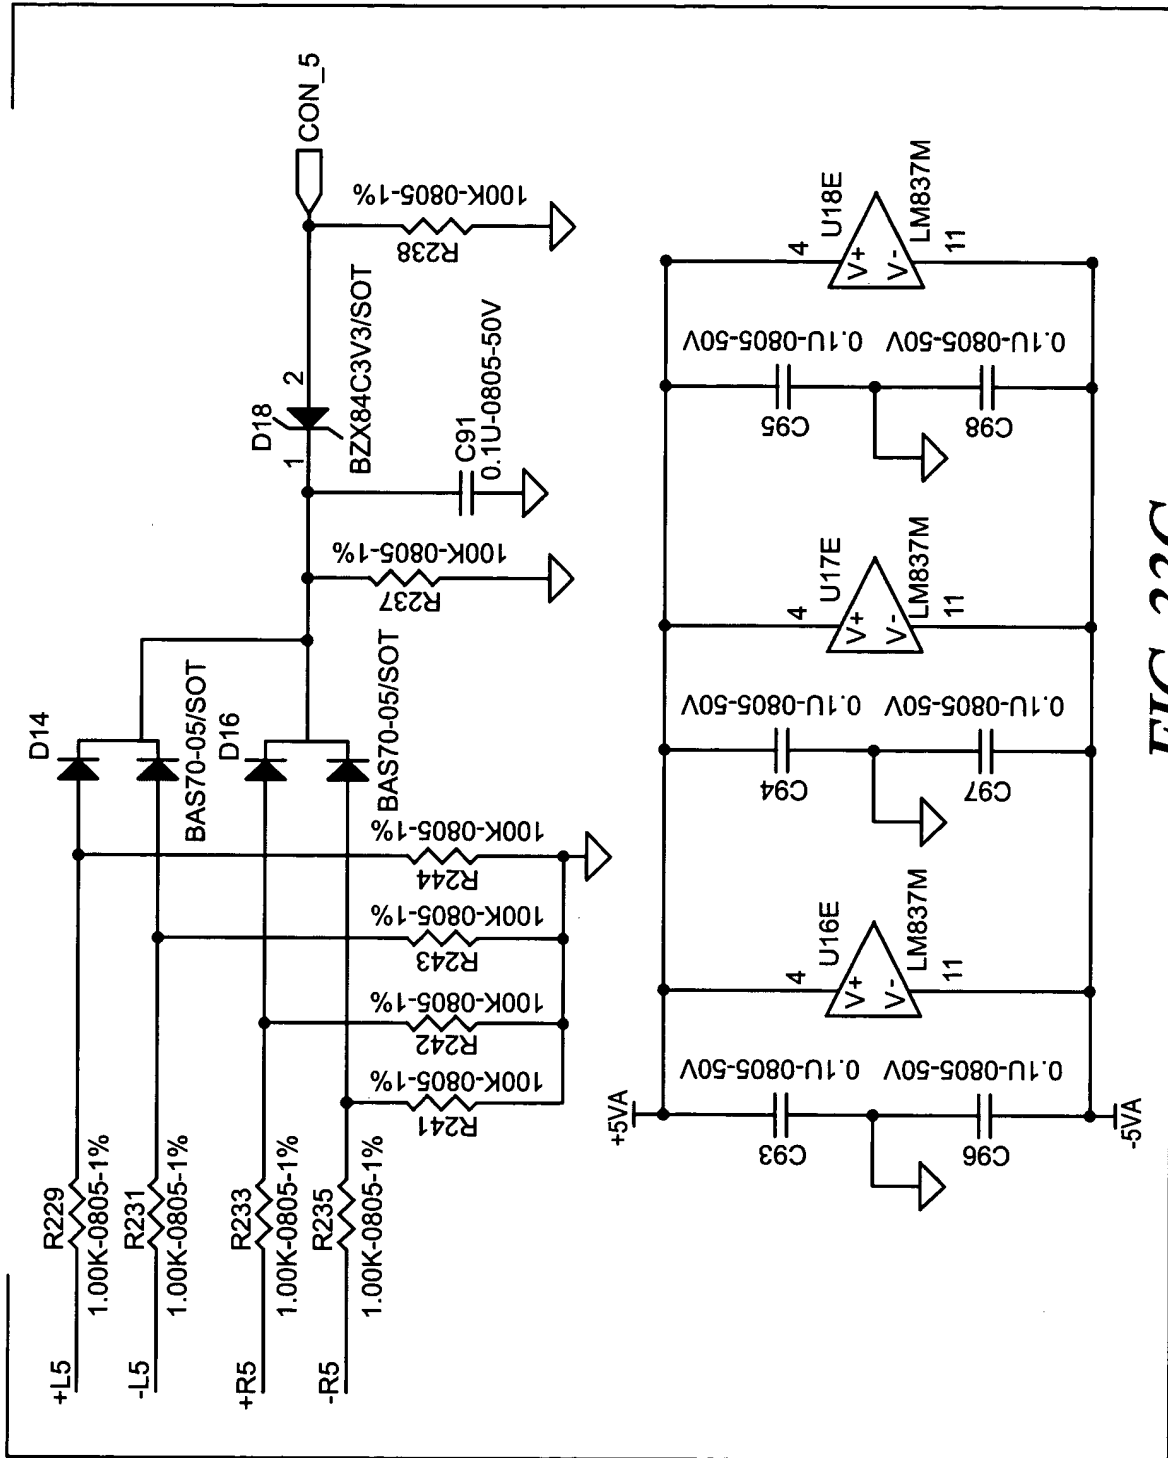 +L5
R229
1.00K-0805-1%
-L5
R231
1.00K-0805-1%
+R5
R233
1.00K-0805-1%
-R5
R235
1.00K-0805-1%
R241
100K-0805-1%
R242
100K-0805-1%
R243
100K-0805-1%
R244
100K-0805-1%
D14
BAS70-05/SOT
D16
BAS70-05/SOT
R237
100K-0805-1%
C91
0.1U-0805-50V
D18
1
2
BZX84C3V3/SOT
R238
100K-0805-1%
CON_5
+5VA
-5VA
C93
0.1U-0805-50V
C96
0.1U-0805-50V
U16E
4
V+
V-
11
LM837M
C94
0.1U-0805-50V
C97
0.1U-0805-50V
U17E
4
V+
V-
11
LM837M
C95
0.1U-0805-50V
C98
0.1U-0805-50V
U18E
4
V+
V-
11
LM837M